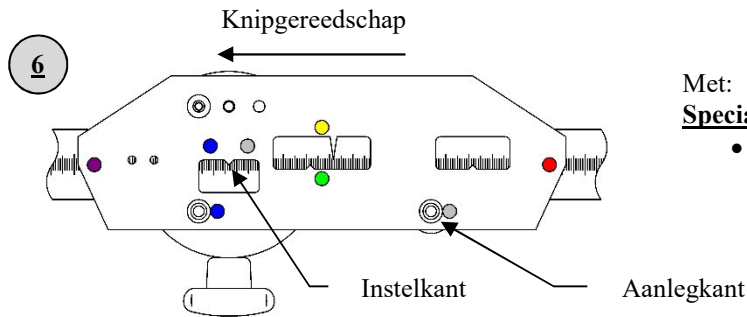 Knipgereedschap
6
Met:
Specia
•
Instelkant
Aanlegkant